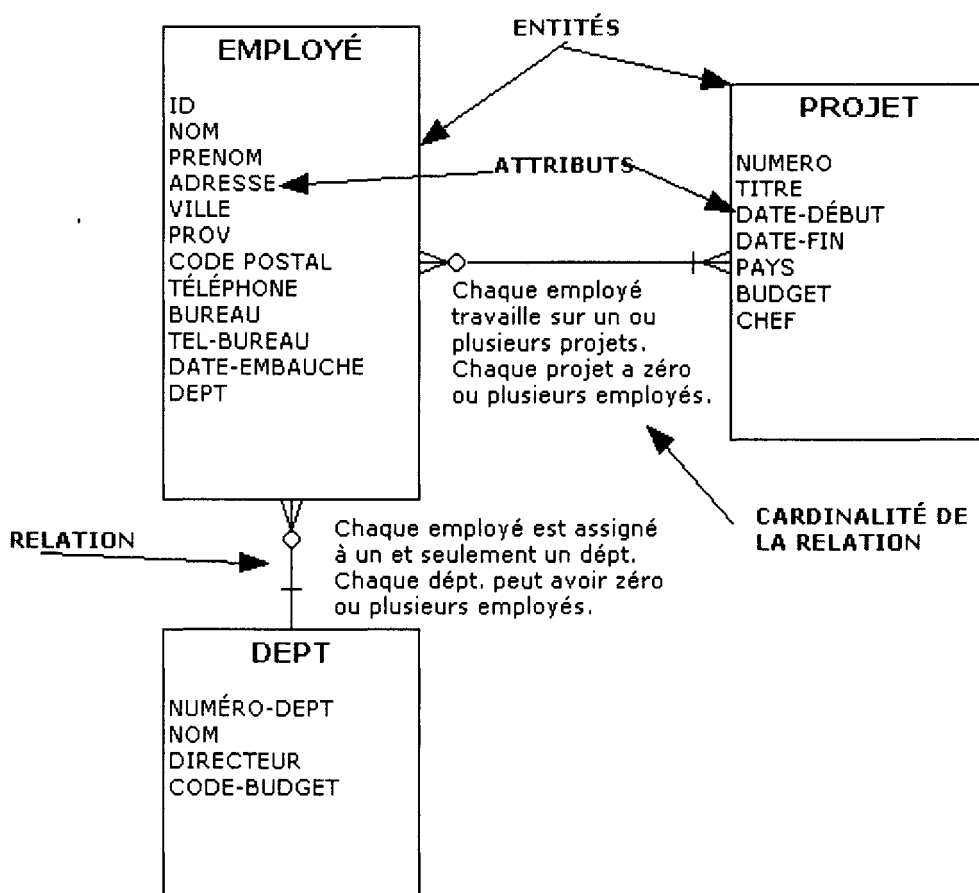 ENTITÉS
EMPLOYÉ
ID
NOM
PRENOM
ADRESSE
VILLE
PROV
CODE POSTAL
TÉLÉPHONE
BUREAU
TEL-BUREAU
DATE-EMBAUCHE
DEPT
ATTRIBUTS
PROJET
NUMERO
TITRE
DATE-DÉBUT
DATE-FIN
PAYS
BUDGET
CHEF
Chaque employé
travaille sur un ou
plusieurs projets.
Chaque projet a zéro
ou plusieurs employés.
CARDINALITÉ DE
LA RELATION
RELATION
Chaque employé est assigné
à un et seulement un dépt.
Chaque dépt. peut avoir zéro
ou plusieurs employés.
DEPT
NUMÉRO-DEPT
NOM
DIRECTEUR
CODE-BUDGET